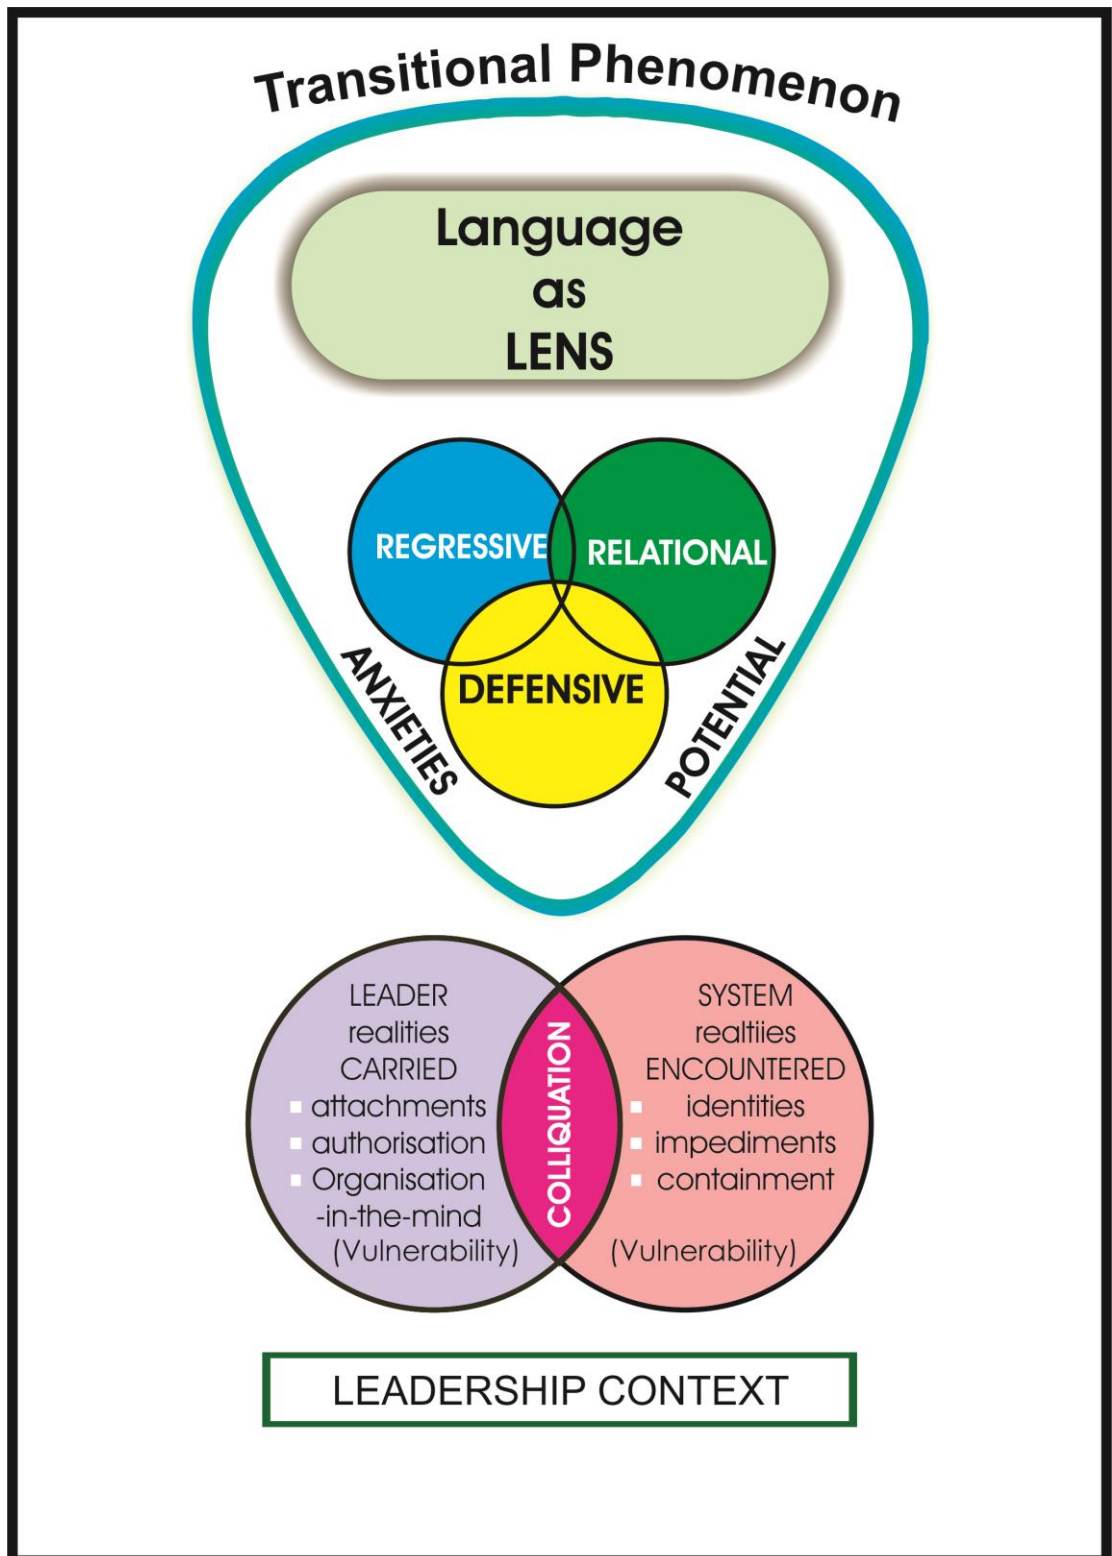 Transitional Phenomenon
Language
as
LENS
REGRESSIVE
RELATIONAL
DEFENSIVE
ANXIETIES
POTENTIAL
LEADER
realities
CARRIED
▪ attachments
▪ authorisation
▪ Organisation
-in-the-mind
(Vulnerability)
COLLIQUATION
SYSTEM
realtiies
ENCOUNTERED
▪ identities
▪ impediments
▪ containment
(Vulnerability)
LEADERSHIP CONTEXT